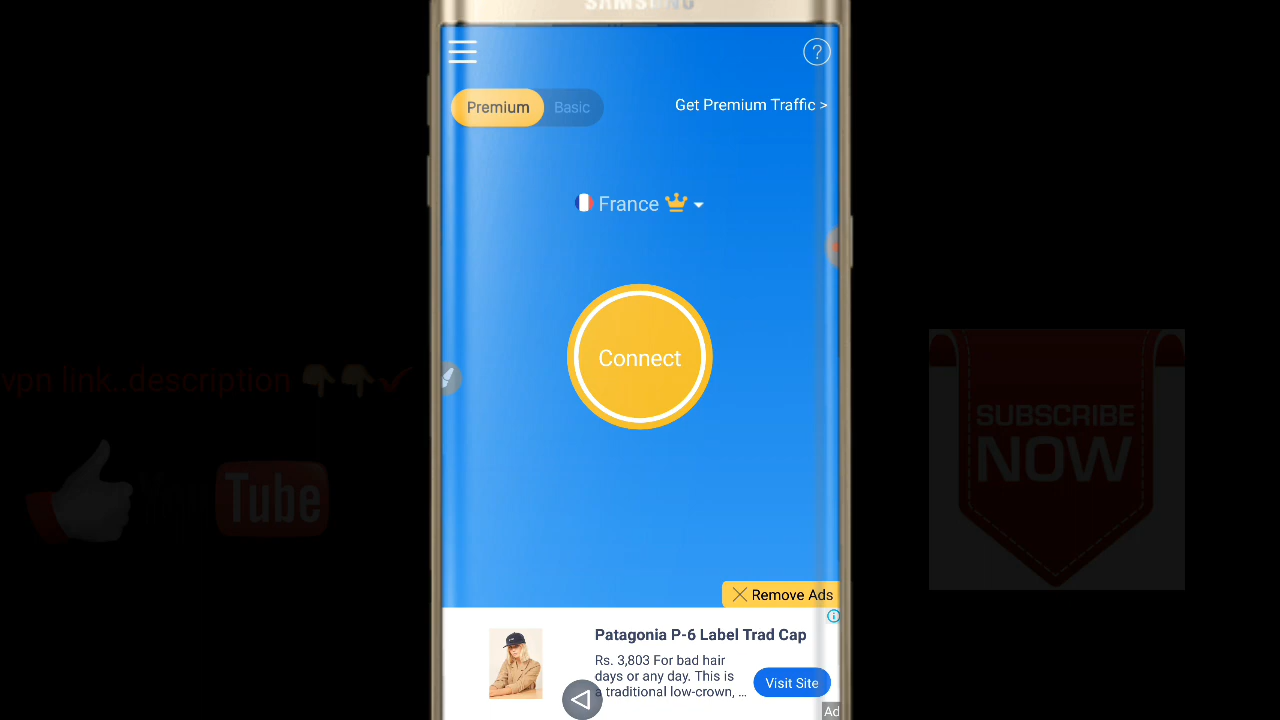 SAMSUNG
?
Premium
Basic
Get Premium Traffic >
France
Connect
vpn link..description
You Tube
SUBSCRIBE
NOW
Remove Ads
Patagonia P-6 Label Trad Cap
Rs. 3,803 For bad hair
days or any day. This is
a traditional low-crown, ...
Visit Site
Ad